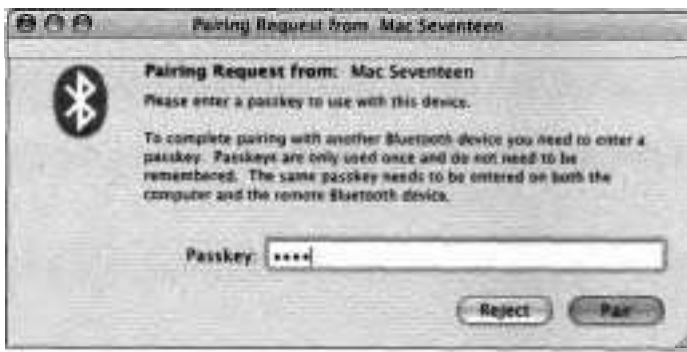 Pairing Request from Mac Seventeen
Pairing Request from: Mac Seventeen
Please enter a passkey to use with this device.
To complete pairing with another Bluetooth device you need to enter a
passkey. Passkeys are only used once and do not need to be
remembered. The same passkey needs to be entered on both the
computer and the remote Bluetooth device.
Passkey: ••••
Reject Pair